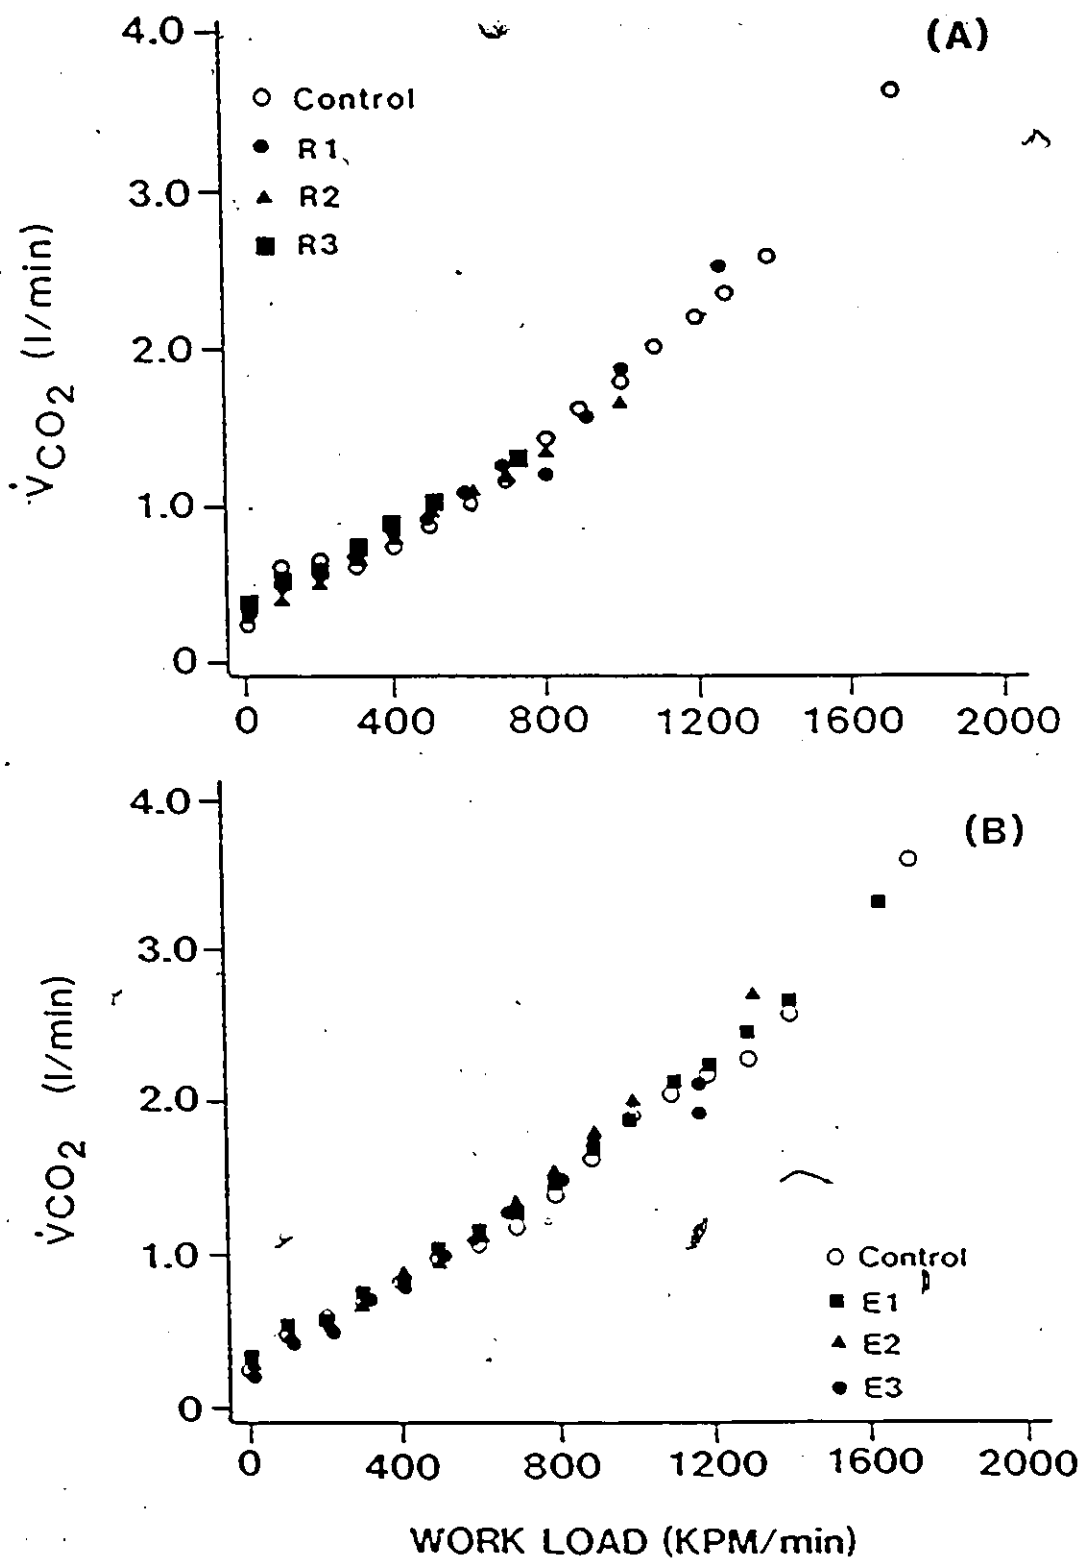 4.0
(A)
Control
R1
3.0
R2
R3
V̇CO2 (l/min)
2.0
1.0
0
0 400 800 1200 1600 2000
4.0
(B)
3.0
V̇CO2 (l/min)
2.0
1.0
Control
E1
E2
E3
0
0 400 800 1200 1600 2000
WORK LOAD (KPM/min)